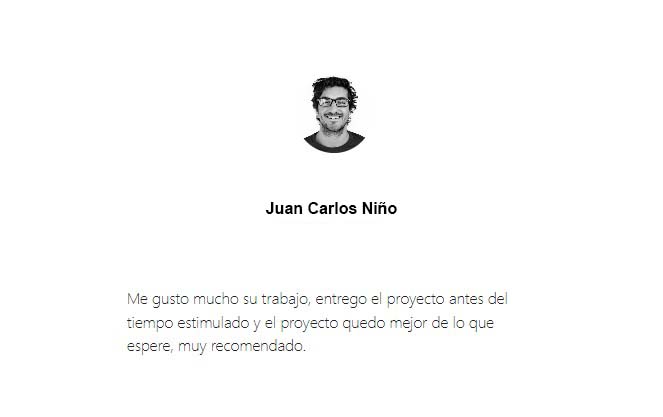 Juan Carlos Niño
Me gusto mucho su trabajo, entrego el proyecto antes del
tiempo estimulado y el proyecto quedo mejor de lo que
espere, muy recomendado.